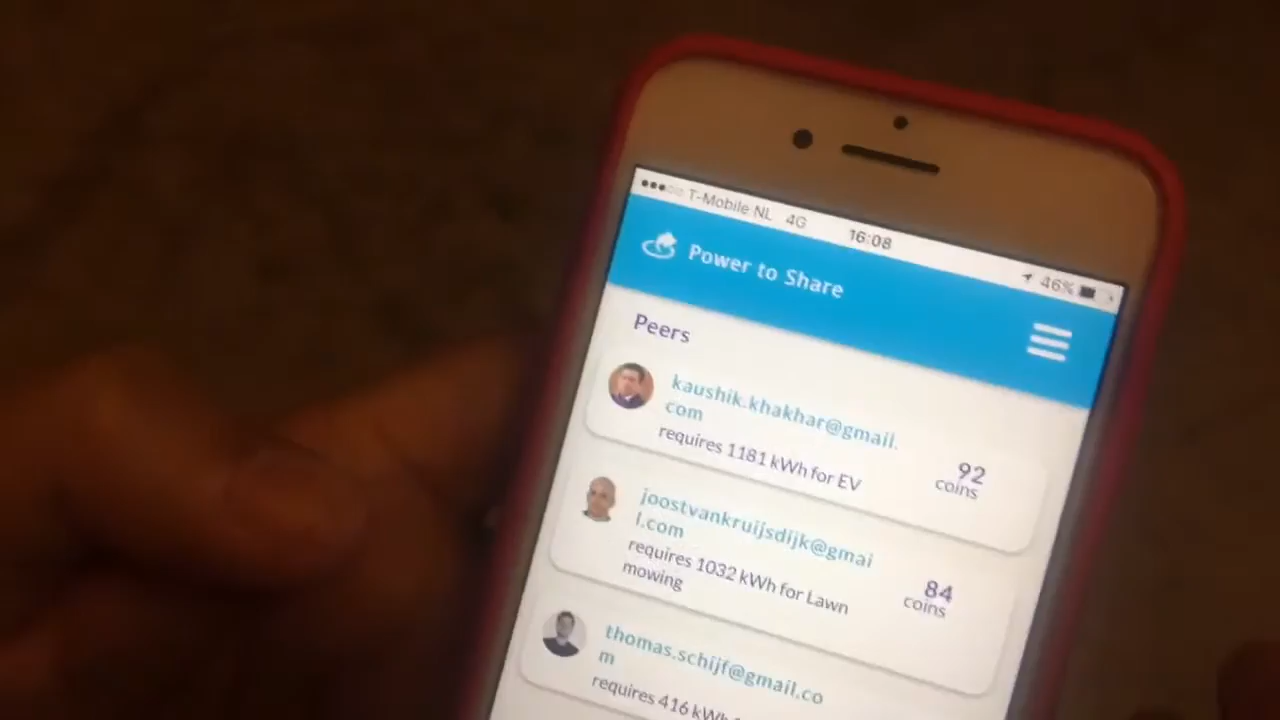 T-Mobile NL 4G 16:08 46%
Power to Share
Peers
kaushik.khakhar@gmail.
com
requires 1181 kWh for EV
92
coins
joostvankruijsdijk@gmai
l.com
requires 1032 kWh for Lawn
mowing
84
coins
thomas.schijf@gmail.co
m
requires 416 kWh